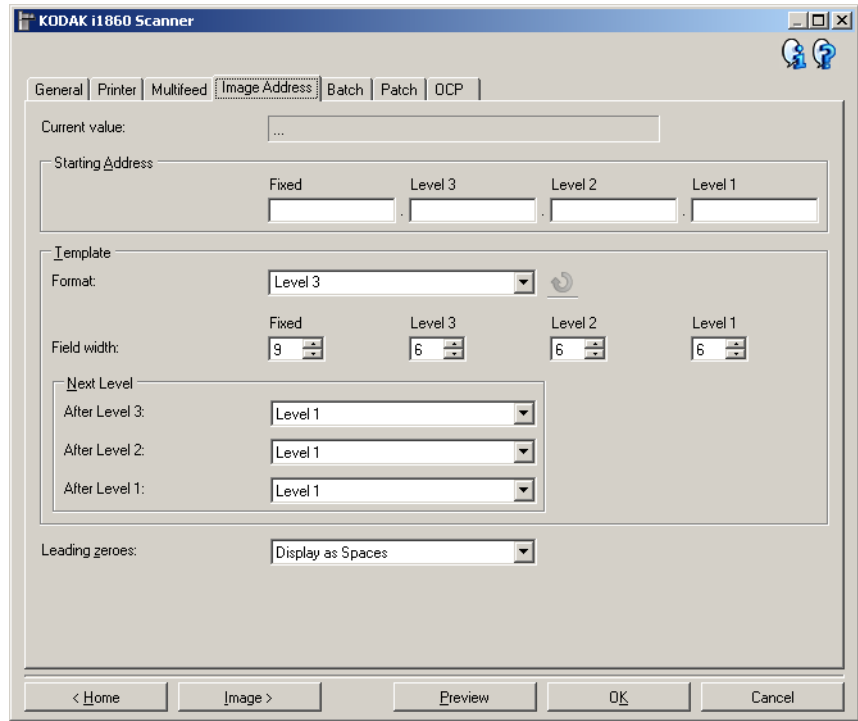 KODAK i1860 Scanner
General Printer Multifeed Image Address Batch Patch OCP
Current value: ...
Starting Address
Fixed Level 3 Level 2 Level 1
. . .
Template
Format: Level 3
Fixed Level 3 Level 2 Level 1
Field width: 9 6 6 6
Next Level
After Level 3: Level 1
After Level 2: Level 1
After Level 1: Level 1
Leading zeroes: Display as Spaces
< Home Image > Preview OK Cancel